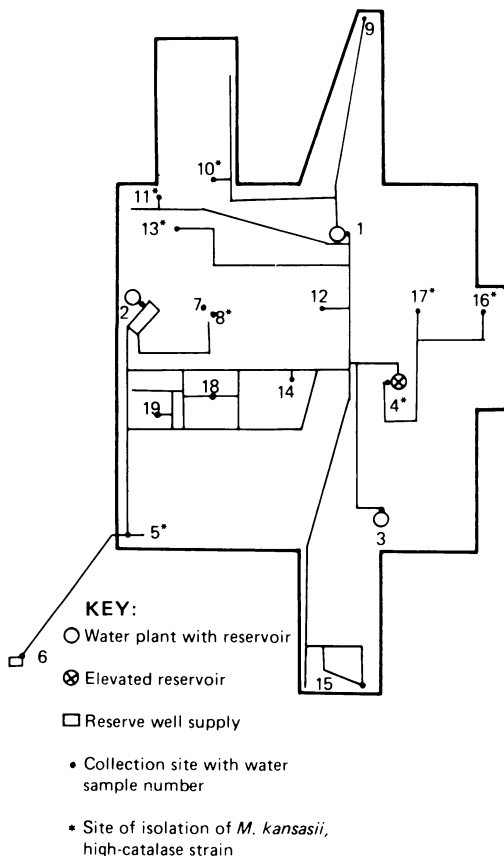 9
10*
11*
13*
1
2
7
8*
12
17*
16*
18
14
4*
19
5*
3
6
15
KEY:
Water plant with reservoir
Elevated reservoir
Reserve well supply
Collection site with water
sample number
* Site of isolation of M. kansasii,
high-catalase strain